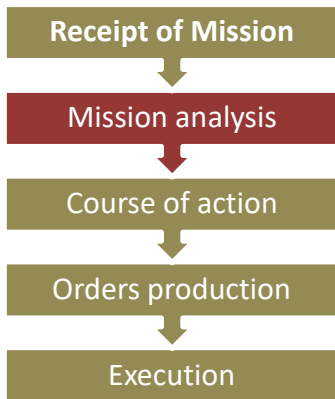 Receipt of Mission
Mission analysis
Course of action
Orders production
Execution